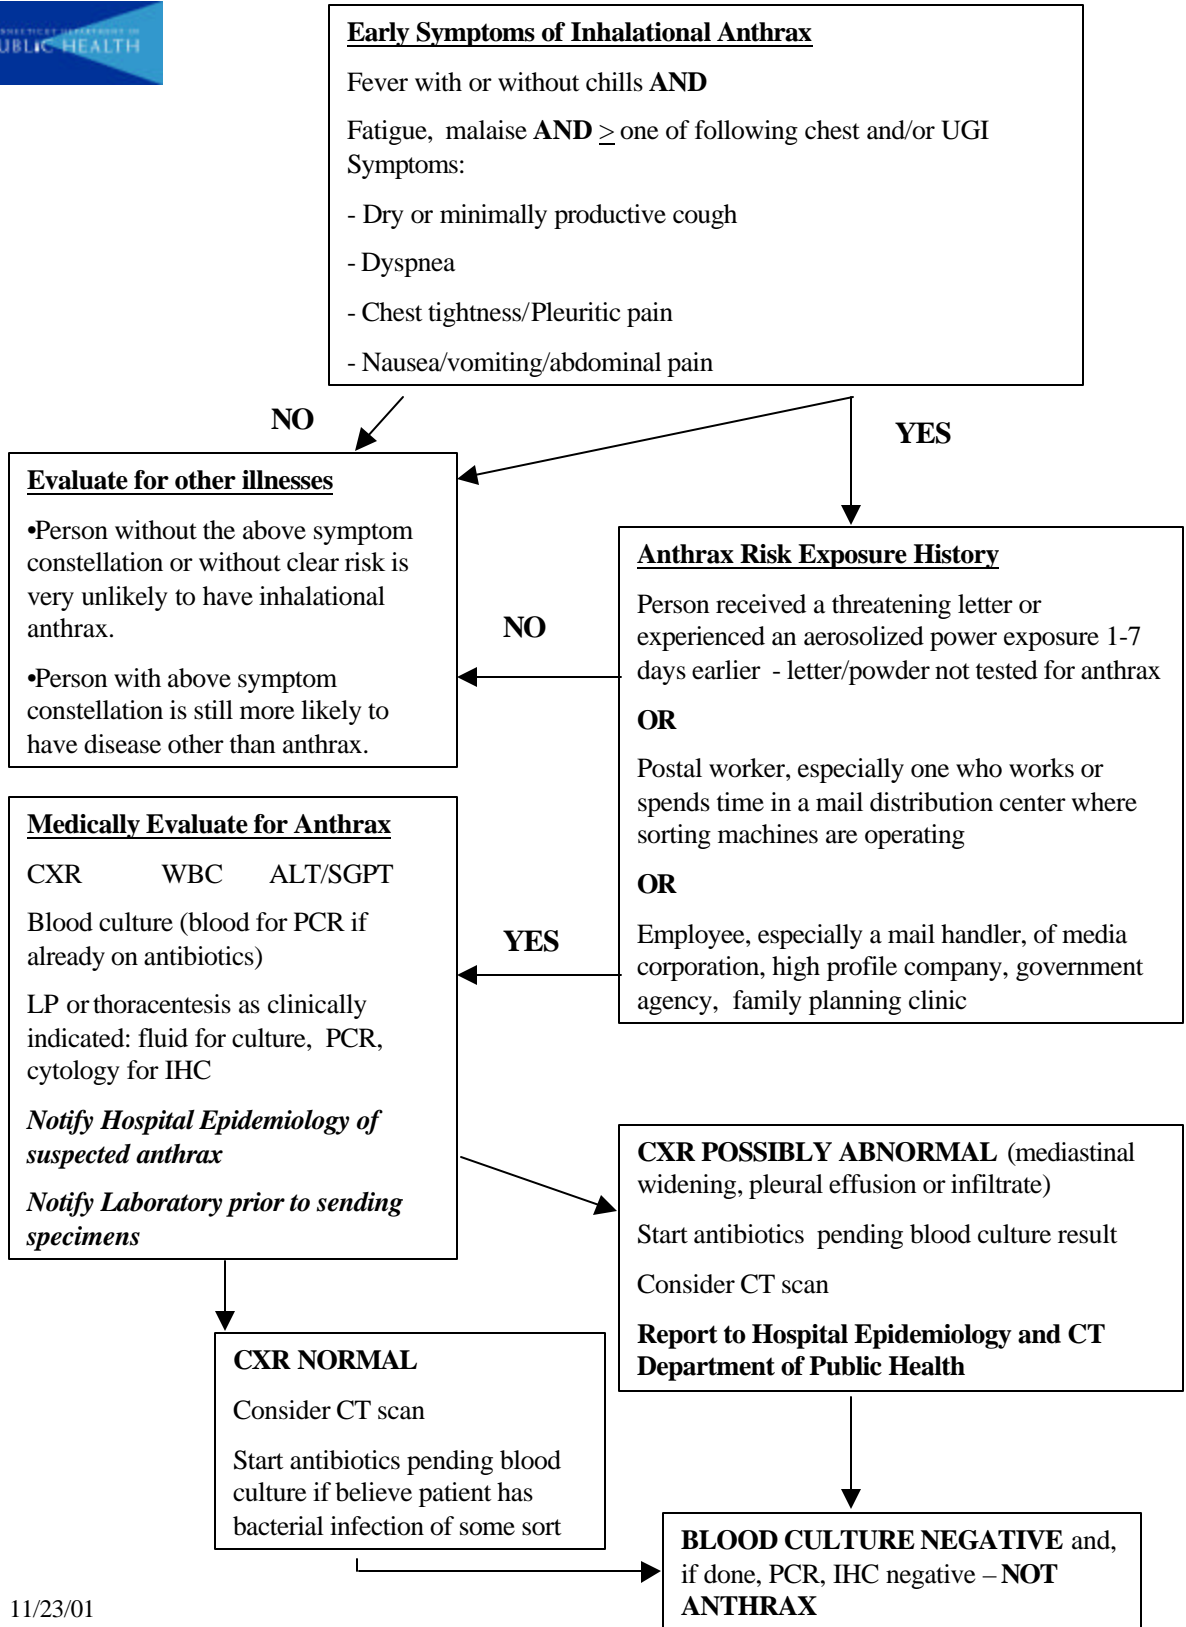 PUBLIC HEALTH
Early Symptoms of Inhalational Anthrax
Fever with or without chills AND
Fatigue, malaise AND > one of following chest and/or UGI
Symptoms:
- Dry or minimally productive cough
- Dyspnea
- Chest tightness/Pleuritic pain
- Nausea/vomiting/abdominal pain
NO
YES
Evaluate for other illnesses
•Person without the above symptom
constellation or without clear risk is
very unlikely to have inhalational
anthrax.
•Person with above symptom
constellation is still more likely to
have disease other than anthrax.
NO
Anthrax Risk Exposure History
Person received a threatening letter or
experienced an aerosolized power exposure 1-7
days earlier - letter/powder not tested for anthrax
OR
Postal worker, especially one who works or
spends time in a mail distribution center where
sorting machines are operating
OR
Employee, especially a mail handler, of media
corporation, high profile company, government
agency, family planning clinic
YES
Medically Evaluate for Anthrax
CXR WBC ALT/SGPT
Blood culture (blood for PCR if
already on antibiotics)
LP or thoracentesis as clinically
indicated: fluid for culture, PCR,
cytology for IHC
Notify Hospital Epidemiology of
suspected anthrax
Notify Laboratory prior to sending
specimens
CXR POSSIBLY ABNORMAL (mediastinal
widening, pleural effusion or infiltrate)
Start antibiotics pending blood culture result
Consider CT scan
Report to Hospital Epidemiology and CT
Department of Public Health
CXR NORMAL
Consider CT scan
Start antibiotics pending blood
culture if believe patient has
bacterial infection of some sort
BLOOD CULTURE NEGATIVE and,
if done, PCR, IHC negative – NOT
ANTHRAX
11/23/01